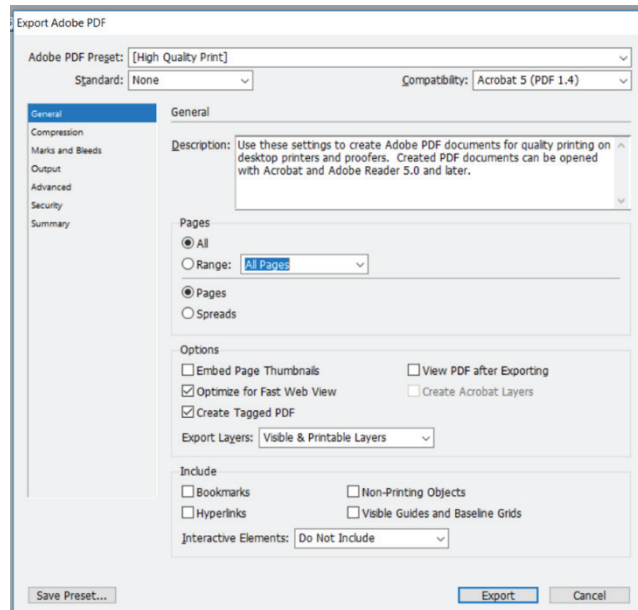 Export Adobe PDF
Adobe PDF Preset: [High Quality Print]
Standard: None Compatibility: Acrobat 5 (PDF 1.4)
General
Compression
Marks and Bleeds
Output
Advanced
Security
Summary
General
Description: Use these settings to create Adobe PDF documents for quality printing on
desktop printers and proofers. Created PDF documents can be opened
with Acrobat and Adobe Reader 5.0 and later.
Pages
All
Range: All Pages
Pages
Spreads
Options
Embed Page Thumbnails View PDF after Exporting
Optimize for Fast Web View Create Acrobat Layers
Create Tagged PDF
Export Layers: Visible & Printable Layers
Include
Bookmarks Non-Printing Objects
Hyperlinks Visible Guides and Baseline Grids
Interactive Elements: Do Not Include
Save Preset... Export Cancel